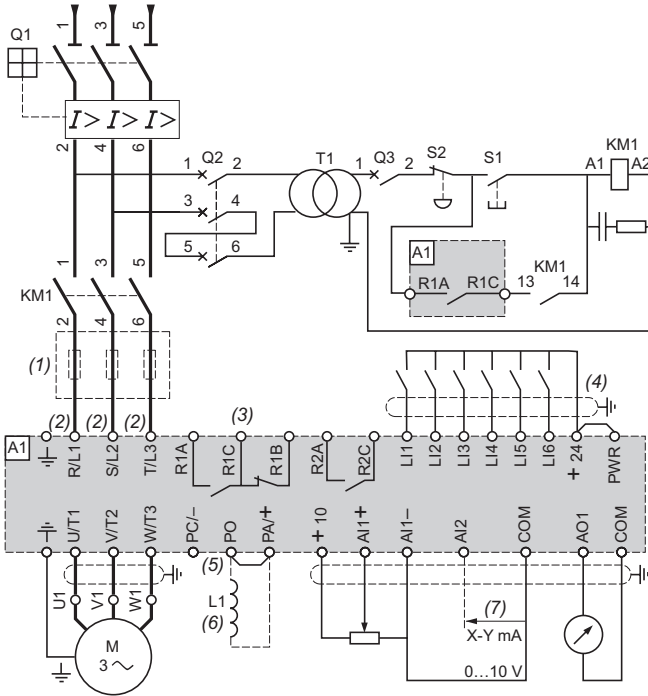 1 3 5
Q1
I> I> I>
2 4 6
1 Q2 2
3 4
5 6
T1
1 Q3 2
S2
S1
KM1
A1 A2
A1
R1A R1C
13 KM1 14
1 3 5
KM1
2 4 6
(1)
(2) (2) (2)
(3)
(4)
A1
R/L1
S/L2
T/L3
R1A
R1C
R1B
R2A
R2C
LI1
LI2
LI3
LI4
LI5
LI6
+ 24
PWR
U/T1
V/T2
W/T3
PC/–
PO
PA/+
+ 10
AI1+
AI1–
AI2
COM
AO1
COM
(5)
U1
V1
W1
L1
(6)
M
3 ~
(7)
X-Y mA
0...10 V